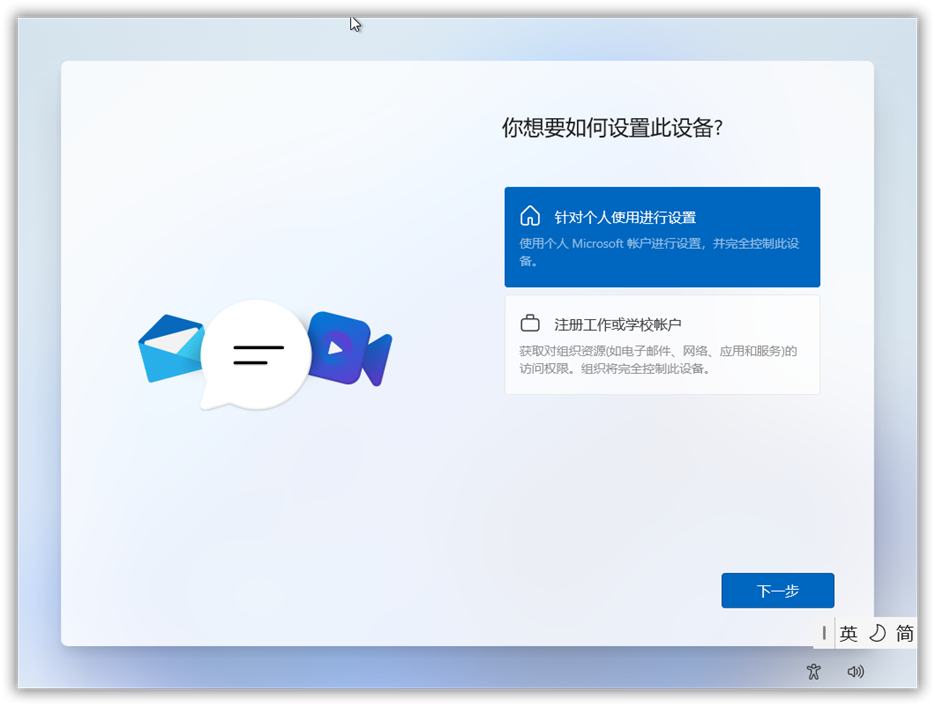 你想要如何设置此设备?
针对个人使用进行设置
使用个人 Microsoft 帐户进行设置，并完全控制此设
备。
注册工作或学校帐户
获取对组织资源(如电子邮件、网络、应用和服务)的
访问权限。组织将完全控制此设备。
下一步
英 简